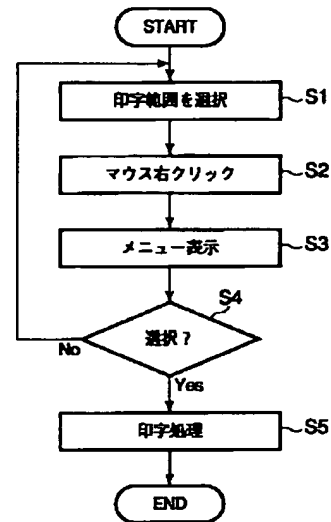 START
印字範囲を選択
S1
マウス右クリック
S2
メニュー表示
S3
S4
選択？
No
Yes
印字処理
S5
END